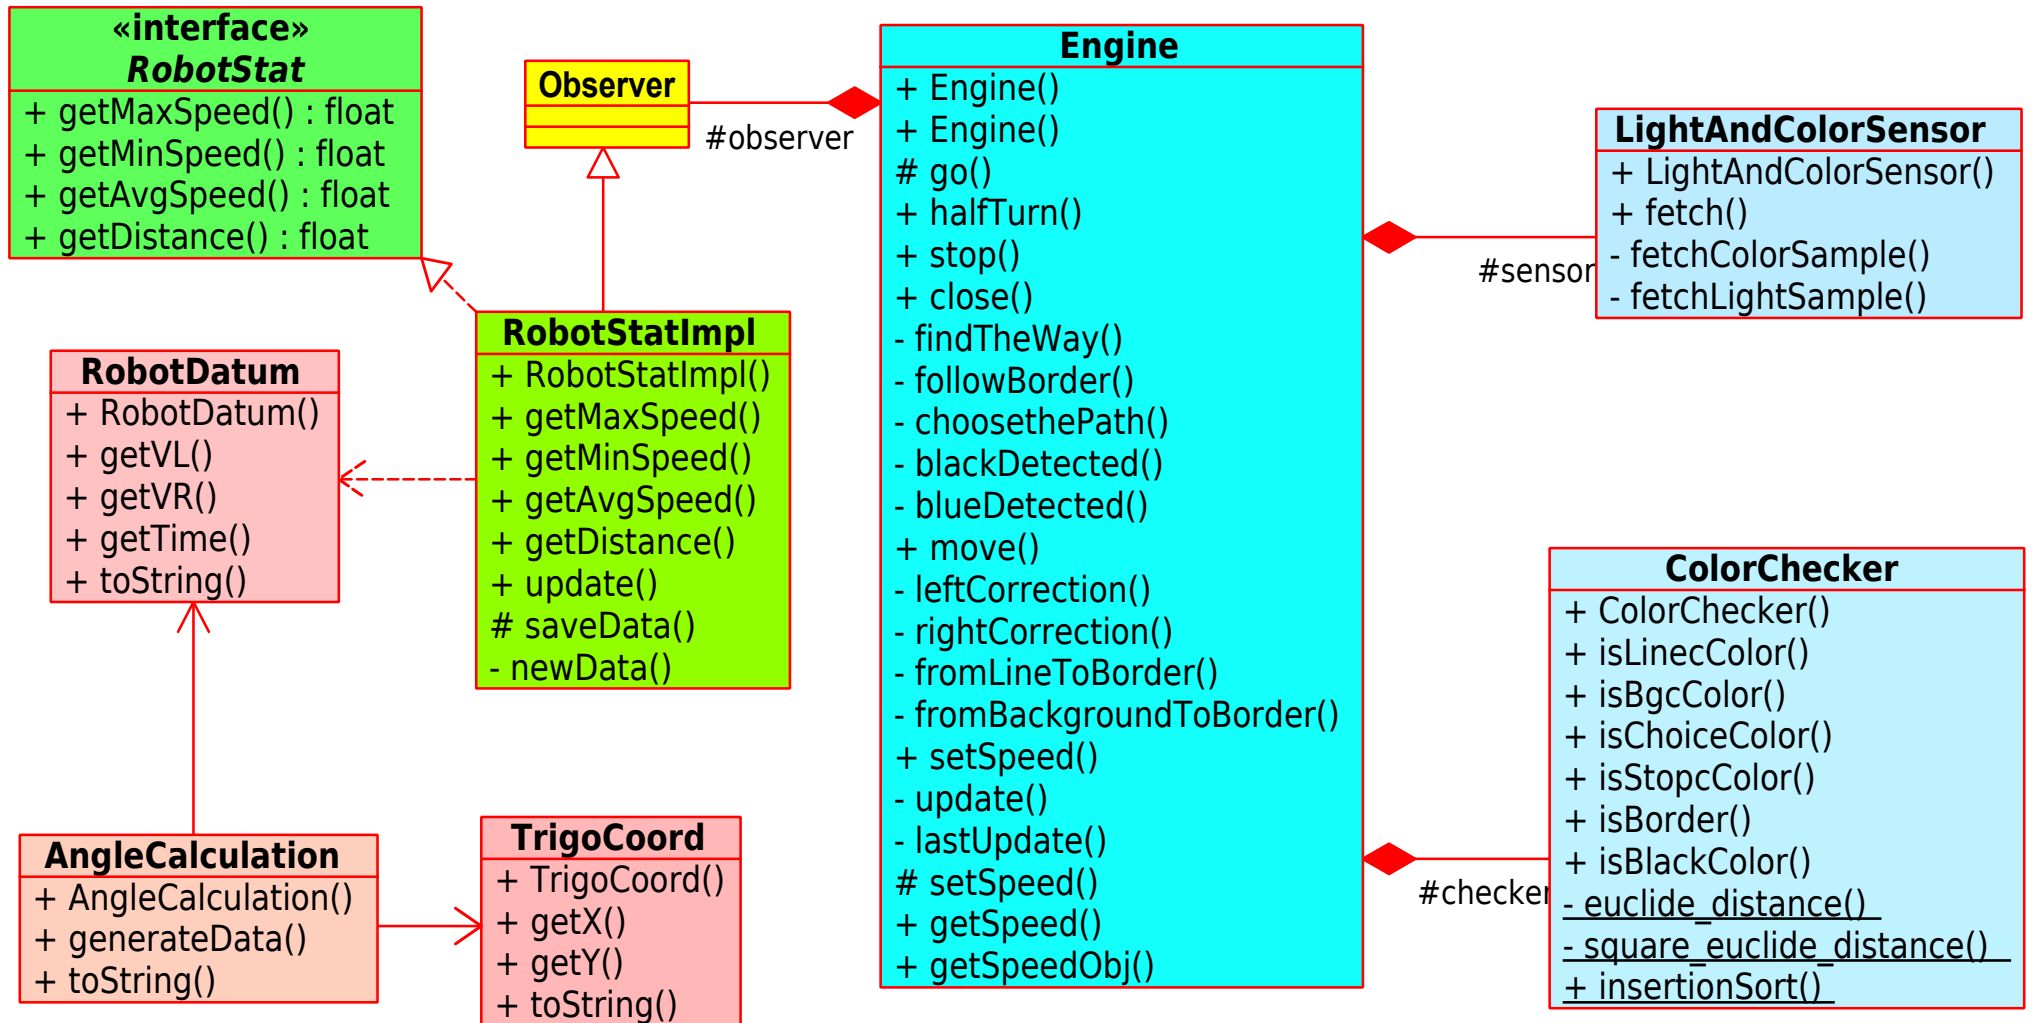 «interface»
RobotStat
+ getMaxSpeed() : float
+ getMinSpeed() : float
+ getAvgSpeed() : float
+ getDistance() : float
Observer
#observer
Engine
+ Engine()
+ Engine()
# go()
+ halfTurn()
+ stop()
+ close()
- findTheWay()
- followBorder()
- choosethePath()
- blackDetected()
- blueDetected()
+ move()
- leftCorrection()
- rightCorrection()
- fromLineToBorder()
- fromBackgroundToBorder()
+ setSpeed()
- update()
- lastUpdate()
# setSpeed()
+ getSpeed()
+ getSpeedObj()
LightAndColorSensor
+ LightAndColorSensor()
+ fetch()
- fetchColorSample()
- fetchLightSample()
#sensor
RobotStatImpl
+ RobotStatImpl()
+ getMaxSpeed()
+ getMinSpeed()
+ getAvgSpeed()
+ getDistance()
+ update()
# saveData()
- newData()
RobotDatum
+ RobotDatum()
+ getVL()
+ getVR()
+ getTime()
+ toString()
ColorChecker
+ ColorChecker()
+ isLinecColor()
+ isBgcColor()
+ isChoiceColor()
+ isStopcColor()
+ isBorder()
+ isBlackColor()
- euclide_distance()
- square_euclide_distance()
+ insertionSort()
#checker
AngleCalculation
+ AngleCalculation()
+ generateData()
+ toString()
TrigoCoord
+ TrigoCoord()
+ getX()
+ getY()
+ toString()